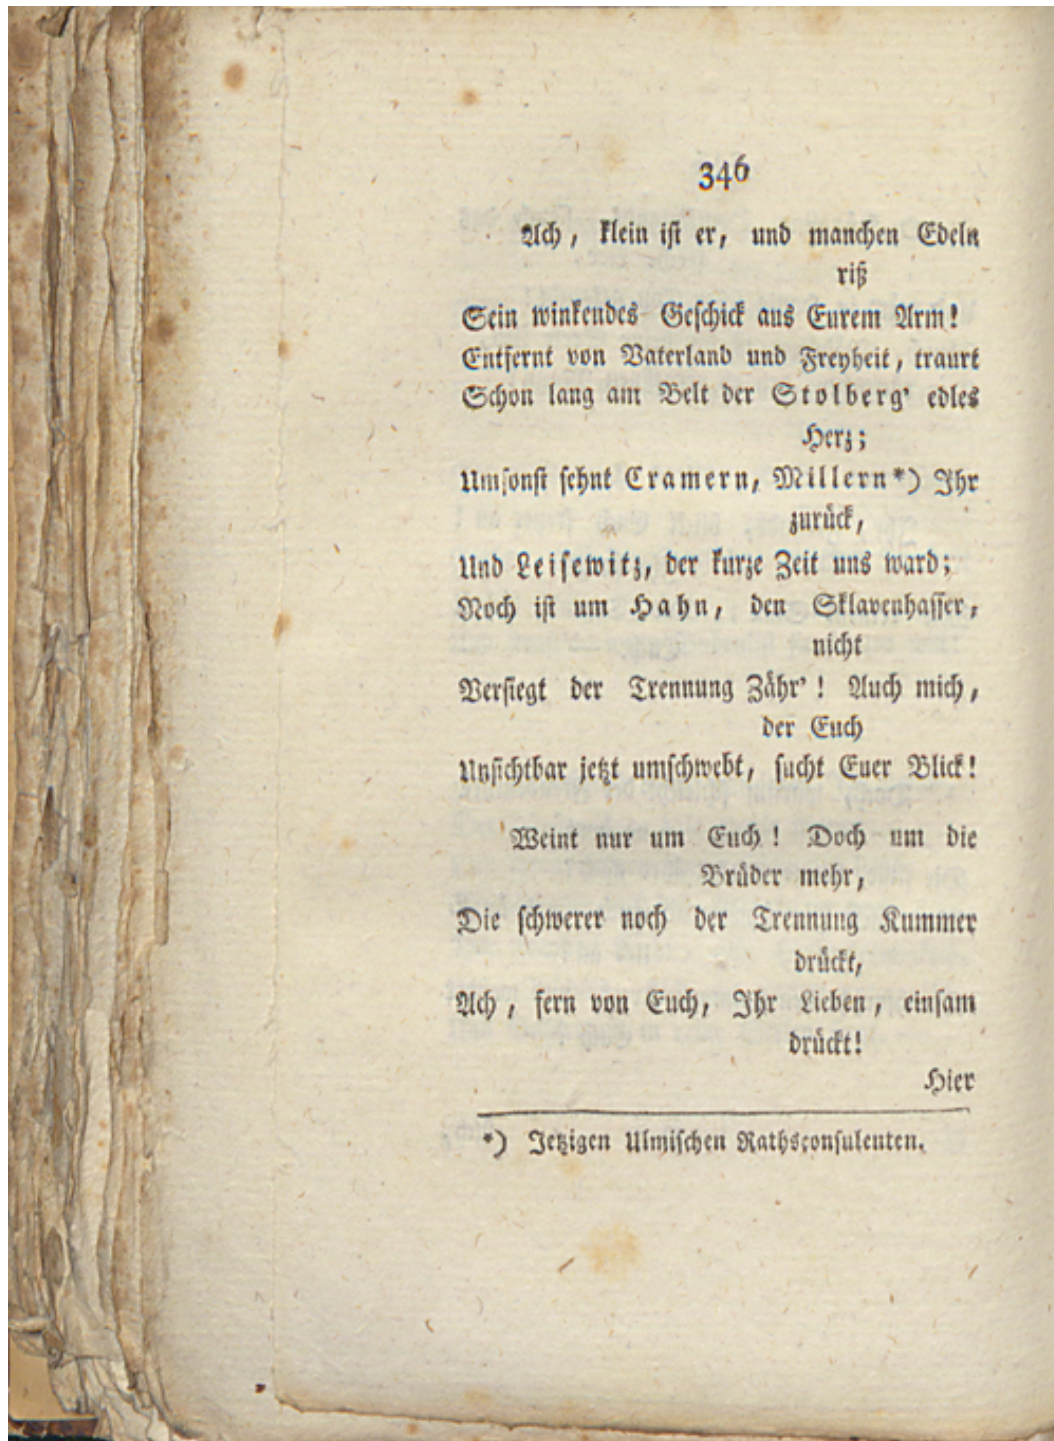 346
Ach, klein ist er, und manchen Edeln
riß
Sein winkendes Geschick aus Eurem Arm!
Entfernt von Vaterland und Freyheit, traurt
Schon lang am Belt der Stolberg' edles
Herz;
Umsonst sehnt Cramern, Millern*) Ihr
zurück,
Und Leisewitz, der kurze Zeit uns ward;
Noch ist um Hahn, den Sklavenhasser,
nicht
Versiegt der Trennung Zähr'! Auch mich,
der Euch
Unsichtbar jetzt umschwebt, sucht Euer Blick!
Weint nur um Euch! Doch um die
Brüder mehr,
Die schwerer noch der Trennung Kummer
drückt,
Ach, fern von Euch, Ihr Lieben, einsam
drückt!
Hier
*) Jetzigen Ulmischen Rathsconsulenten.